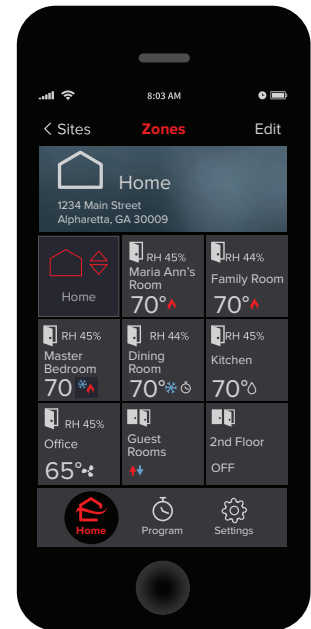 8:03 AM
Sites
Zones
Edit
Home
1234 Main Street
Alpharetta, GA 30009
Home
RH 45%
Maria Ann's
Room
70°
RH 44%
Family Room
70°
RH 45%
Master
Bedroom
70
RH 44%
Dining
Room
70°
RH 45%
Kitchen
70°
RH 45%
Office
65°
Guest
Rooms
2nd Floor
OFF
Home
Program
Settings